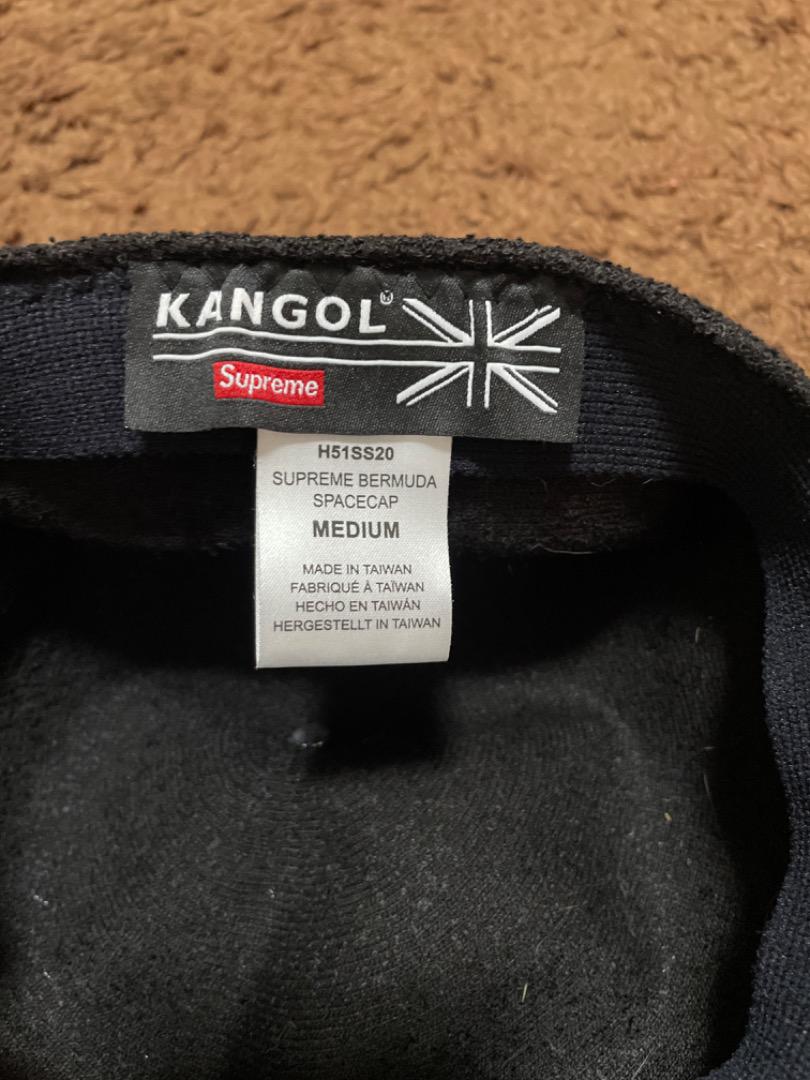 KANGOL®
Supreme
H51SS20
SUPREME BERMUDA
SPACECAP
MEDIUM
MADE IN TAIWAN
FABRIQUÉ À TAÏWAN
HECHO EN TAIWÁN
HERGESTELLT IN TAIWAN